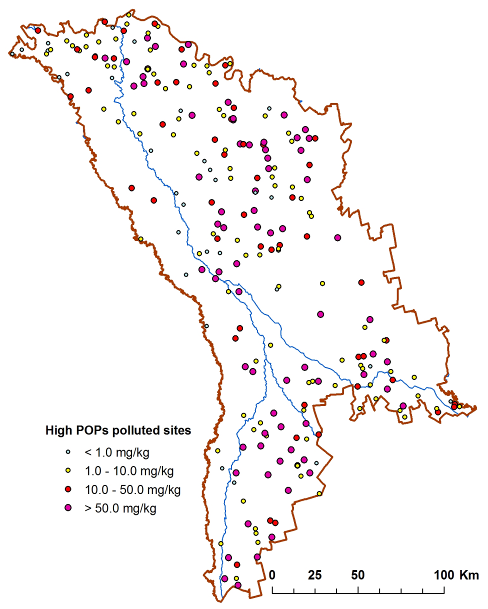 High POPs polluted sites
< 1.0 mg/kg
1.0 - 10.0 mg/kg
10.0 - 50.0 mg/kg
> 50.0 mg/kg
0 25 50 100 Km